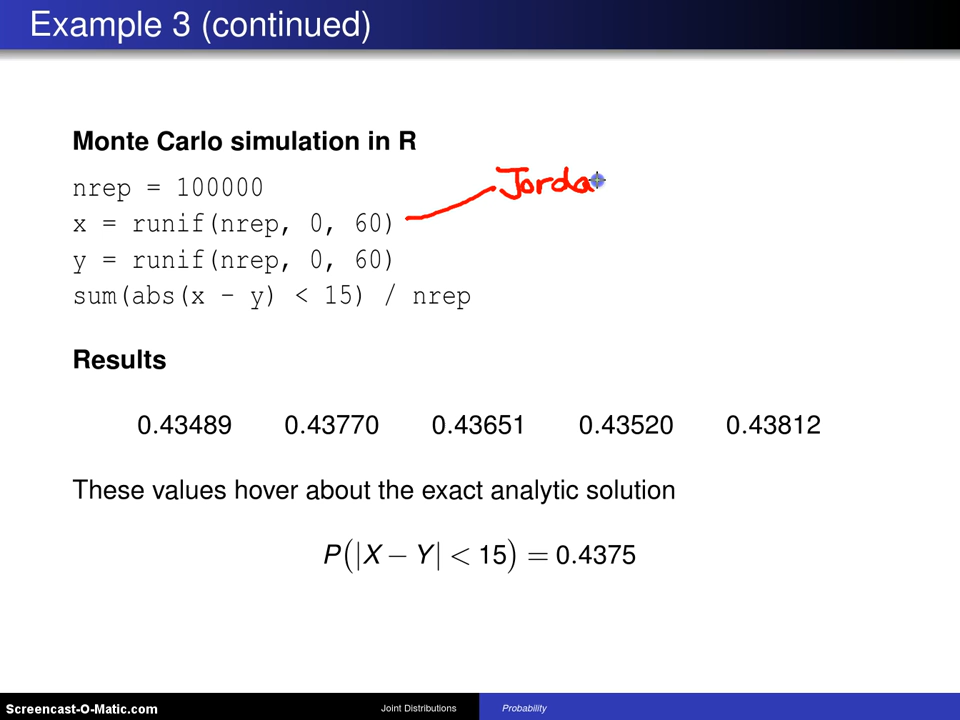 Example 3 (continued)
Monte Carlo simulation in R
nrep = 100000
Jorda
x = runif(nrep, 0, 60)
y = runif(nrep, 0, 60)
sum(abs(x - y) < 15) / nrep
Results
0.43489 0.43770 0.43651 0.43520 0.43812
These values hover about the exact analytic solution
P(|X − Y| < 15) = 0.4375
Screencast-O-Matic.com Joint Distributions Probability